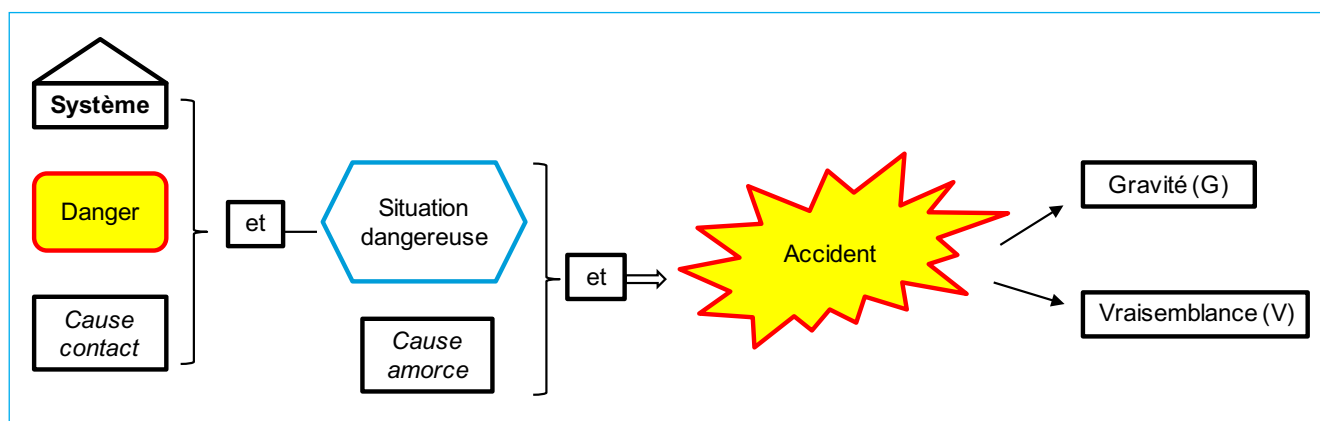 Système
Danger
Cause
contact
et
Situation
dangereuse
Cause
amorce
et
Accident
Gravité (G)
Vraisemblance (V)